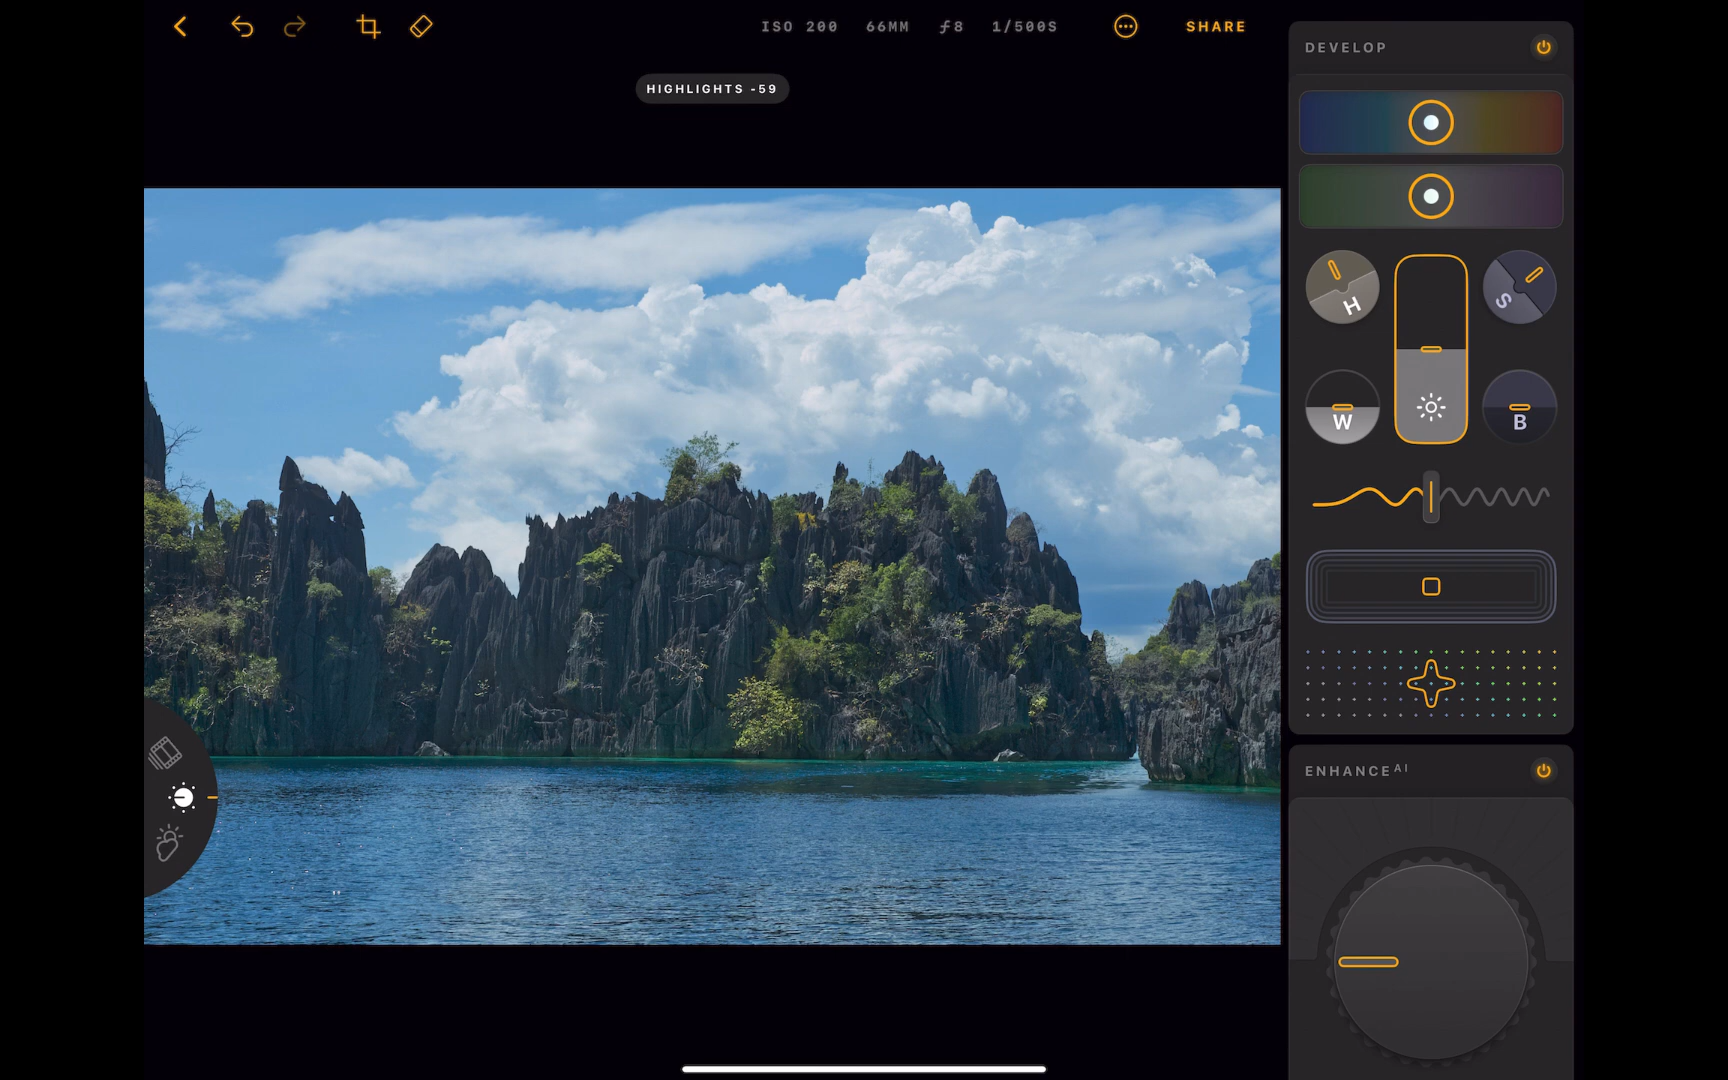 ISO 200 66MM ƒ8 1/500S SHARE
HIGHLIGHTS -59
DEVELOP
H
S
W
B
ENHANCE AI